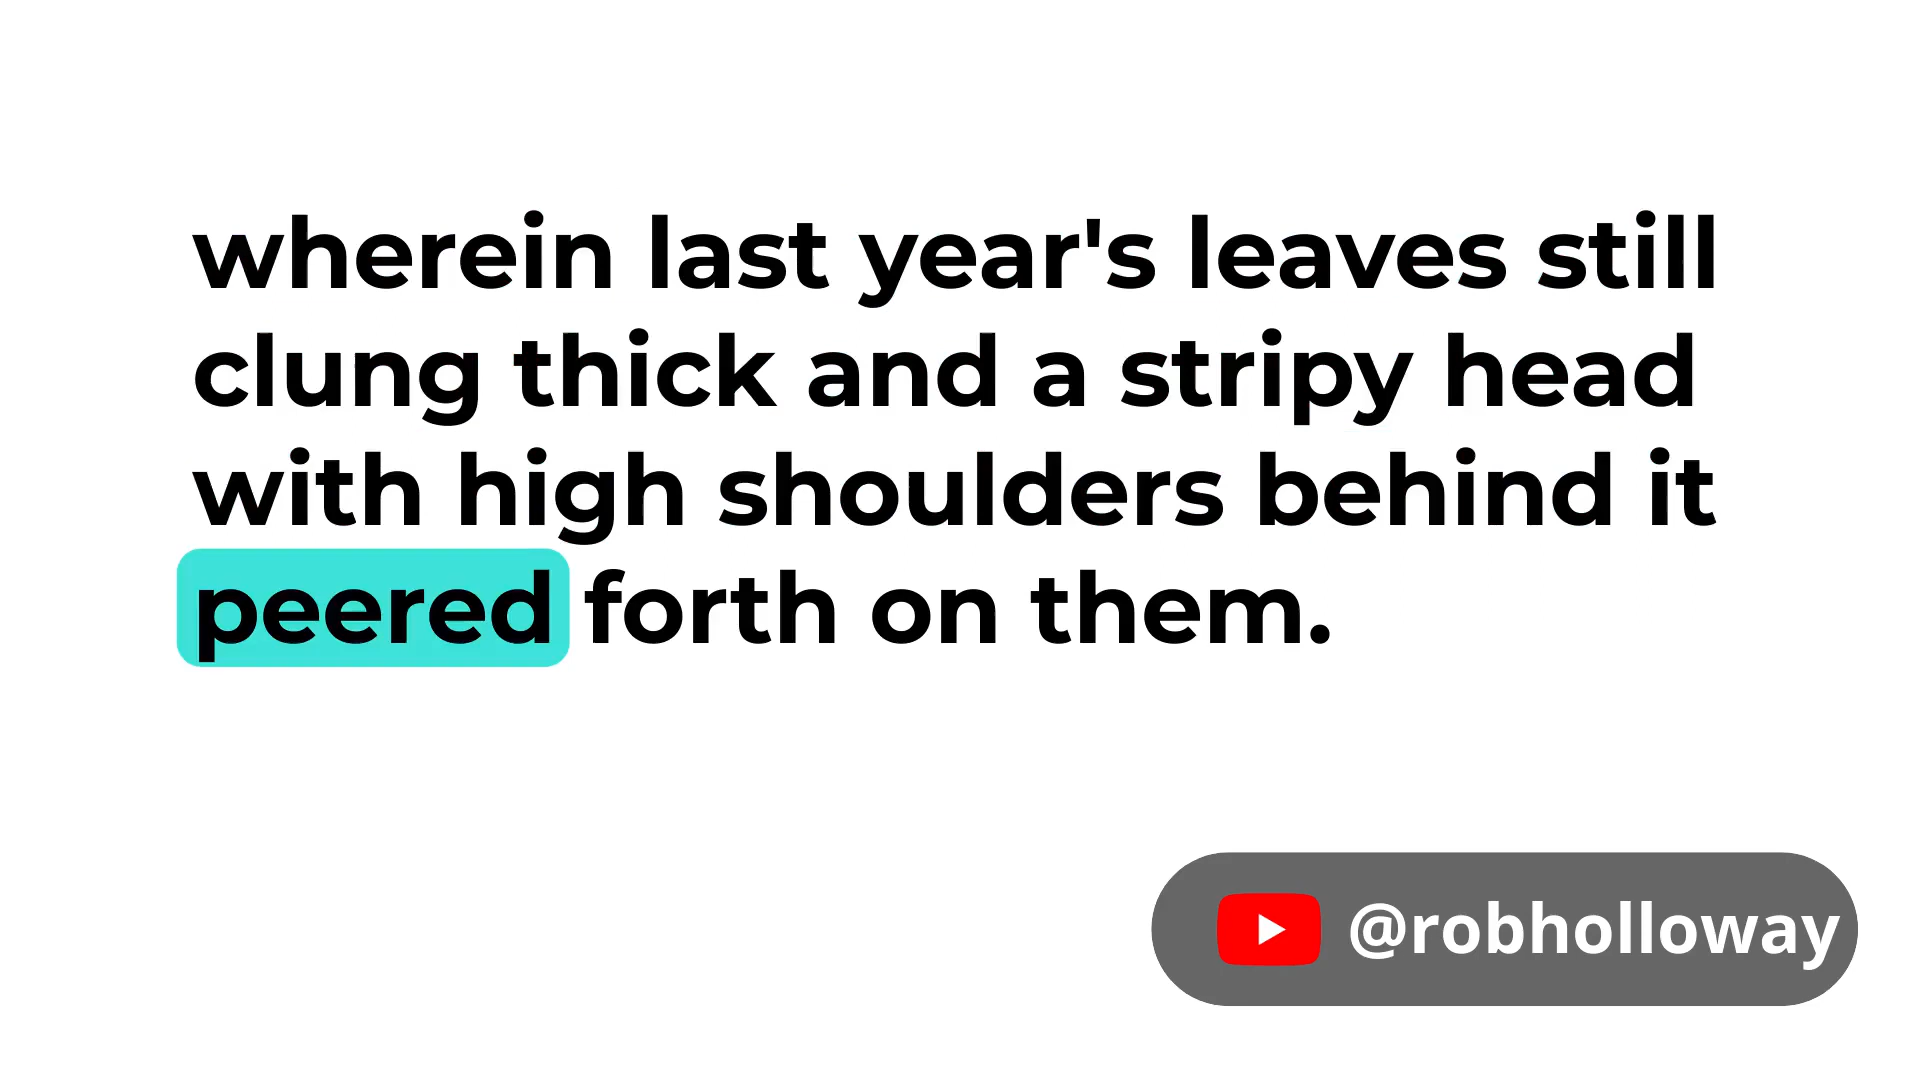 wherein last year's leaves still
clung thick and a stripy head
with high shoulders behind it
peered forth on them.
@robholloway